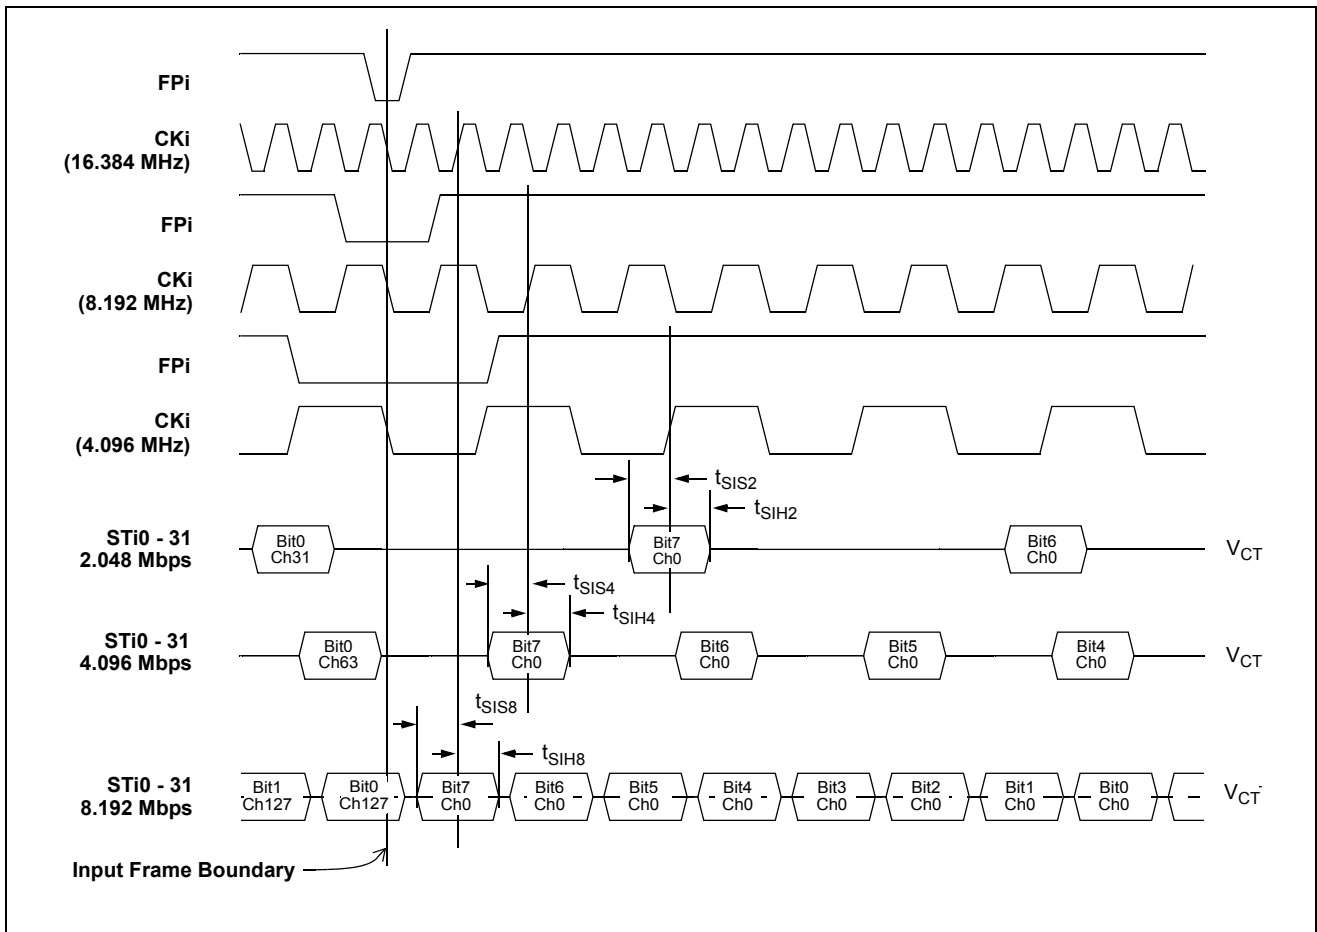 FPi
CKi
(16.384 MHz)
FPi
CKi
(8.192 MHz)
FPi
CKi
(4.096 MHz)
tSIS2
tSIH2
STi0 - 31
2.048 Mbps
Bit0
Ch31
Bit7
Ch0
Bit6
Ch0
VCT
tSIS4
tSIH4
STi0 - 31
4.096 Mbps
Bit0
Ch63
Bit7
Ch0
Bit6
Ch0
Bit5
Ch0
Bit4
Ch0
VCT
tSIS8
tSIH8
STi0 - 31
8.192 Mbps
Bit1
Ch127
Bit0
Ch127
Bit7
Ch0
Bit6
Ch0
Bit5
Ch0
Bit4
Ch0
Bit3
Ch0
Bit2
Ch0
Bit1
Ch0
Bit0
Ch0
VCT
Input Frame Boundary